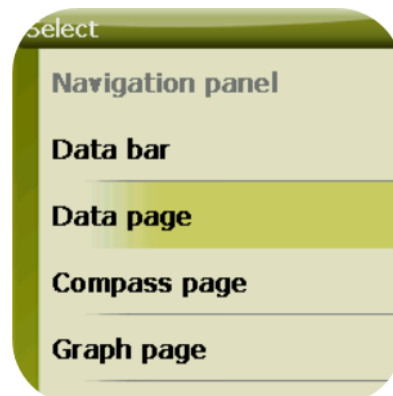 Select
Navigation panel
Data bar
Data page
Compass page
Graph page